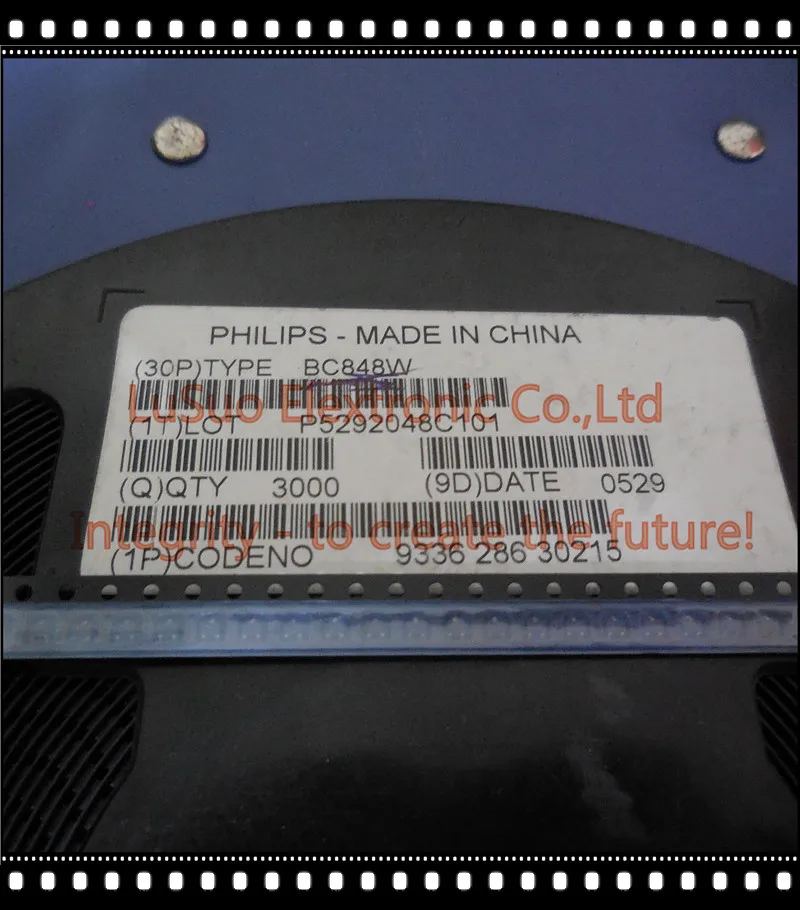 PHILIPS - MADE IN CHINA
(30P)TYPE BC848W
LuSuo Elextronic Co.,Ltd
(1T)LOT P5292048C101
(Q)QTY 3000 (9D)DATE 0529
Integrity - to create the future!
(1P)CODENO 9336 286 30215